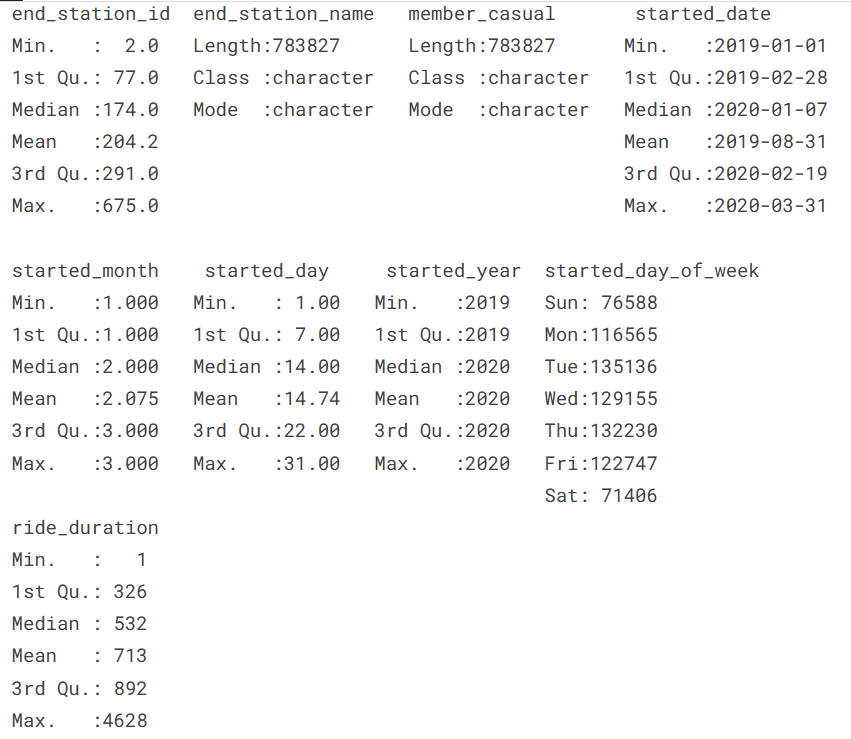 end_station_id  end_station_name   member_casual       started_date
Min.   :  2.0  Length:783827      Length:783827      Min.   :2019-01-01
1st Qu.: 77.0  Class :character   Class :character   1st Qu.:2019-02-28
Median :174.0  Mode  :character   Mode  :character   Median :2020-01-07
Mean   :204.2                                        Mean   :2019-08-31
3rd Qu.:291.0                                        3rd Qu.:2020-02-19
Max.   :675.0                                        Max.   :2020-03-31
started_month    started_day     started_year  started_day_of_week
Min.   :1.000   Min.   : 1.00   Min.   :2019   Sun: 76588
1st Qu.:1.000   1st Qu.: 7.00   1st Qu.:2019   Mon:116565
Median :2.000   Median :14.00   Median :2020   Tue:135136
Mean   :2.075   Mean   :14.74   Mean   :2020   Wed:129155
3rd Qu.:3.000   3rd Qu.:22.00   3rd Qu.:2020   Thu:132230
Max.   :3.000   Max.   :31.00   Max.   :2020   Fri:122747
Sat: 71406
ride_duration
Min.   :   1
1st Qu.: 326
Median : 532
Mean   : 713
3rd Qu.: 892
Max.   :4628